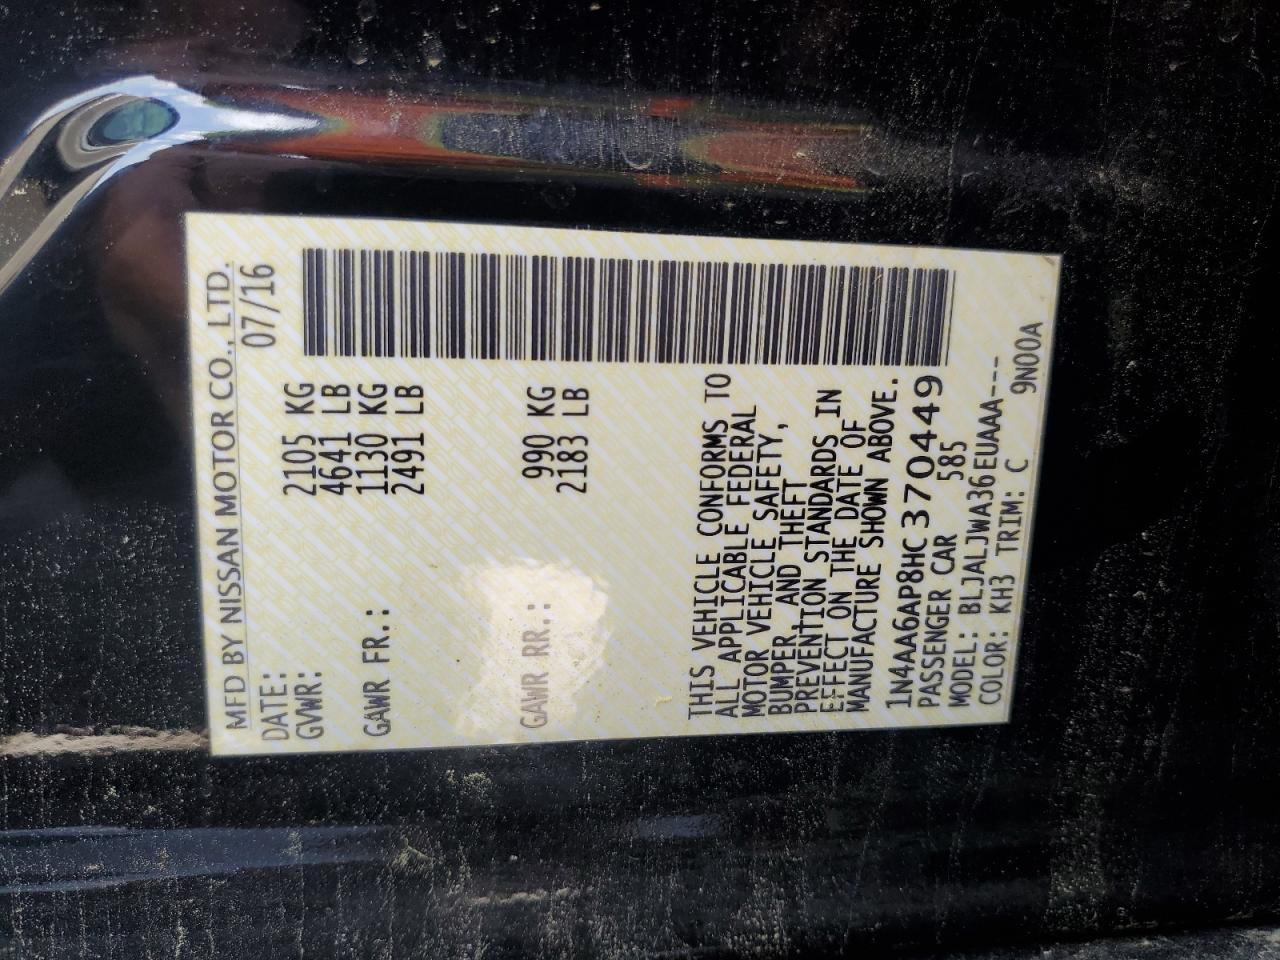 MFD BY NISSAN MOTOR CO., LTD.
DATE: 07/16
GVWR: 2105 KG
4641 LB
GAWR FR.: 1130 KG
2491 LB
GAWR RR.: 990 KG
2183 LB
THIS VEHICLE CONFORMS TO
ALL APPLICABLE FEDERAL
MOTOR VEHICLE SAFETY,
BUMPER, AND THEFT
PREVENTION STANDARDS IN
EFFECT ON THE DATE OF
MANUFACTURE SHOWN ABOVE.
1N4AA6AP8HC370449
PASSENGER CAR 585
MODEL: BLJALJWA36EUAAA----
COLOR: KH3 TRIM: C 9N00A